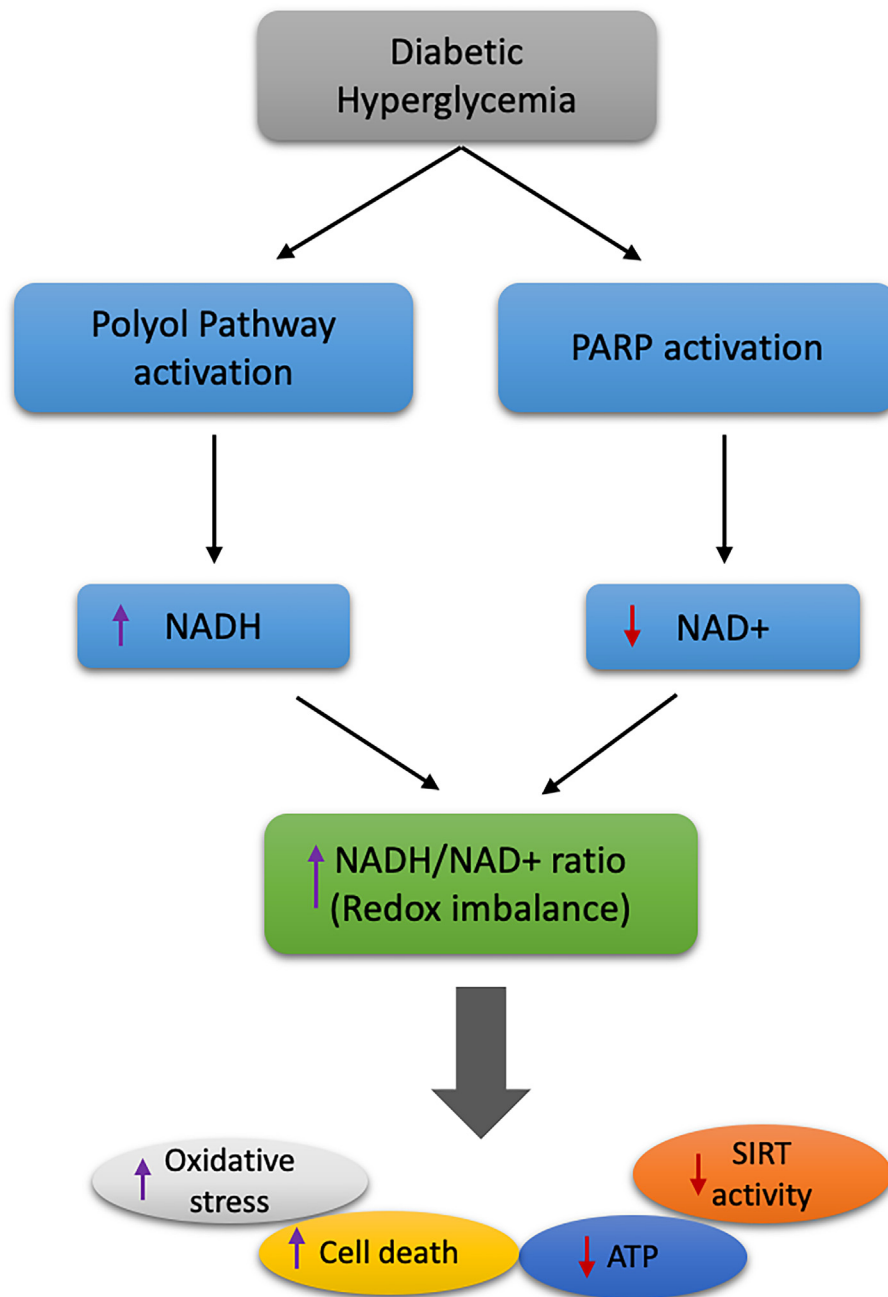 Diabetic
Hyperglycemia
Polyol Pathway
activation
PARP activation
NADH
NAD+
NADH/NAD+ ratio
(Redox imbalance)
Oxidative
stress
SIRT
activity
Cell death
ATP